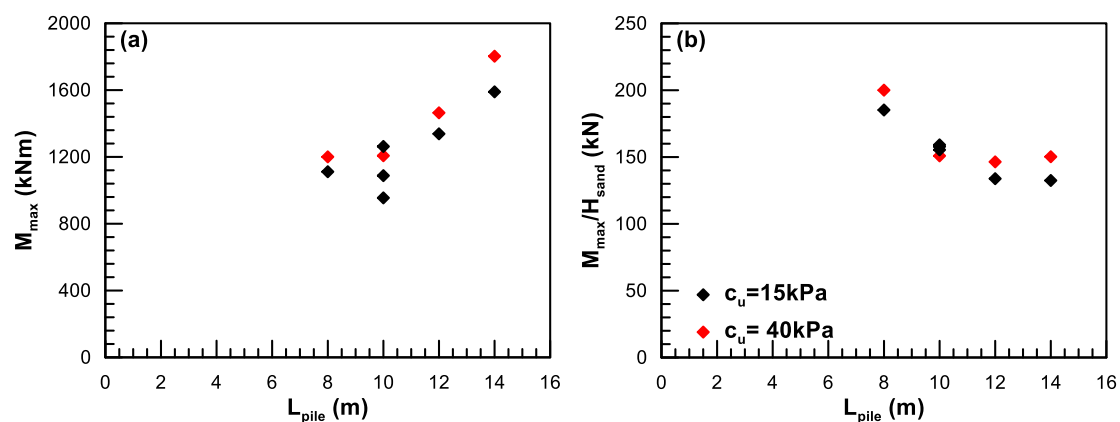 (a)
2000
1600
1200
800
400
0
M_max (kNm)
0 2 4 6 8 10 12 14 16
L_pile (m)
(b)
250
200
150
100
50
0
M_max/H_sand (kN)
c_u=15kPa
c_u= 40kPa
0 2 4 6 8 10 12 14 16
L_pile (m)